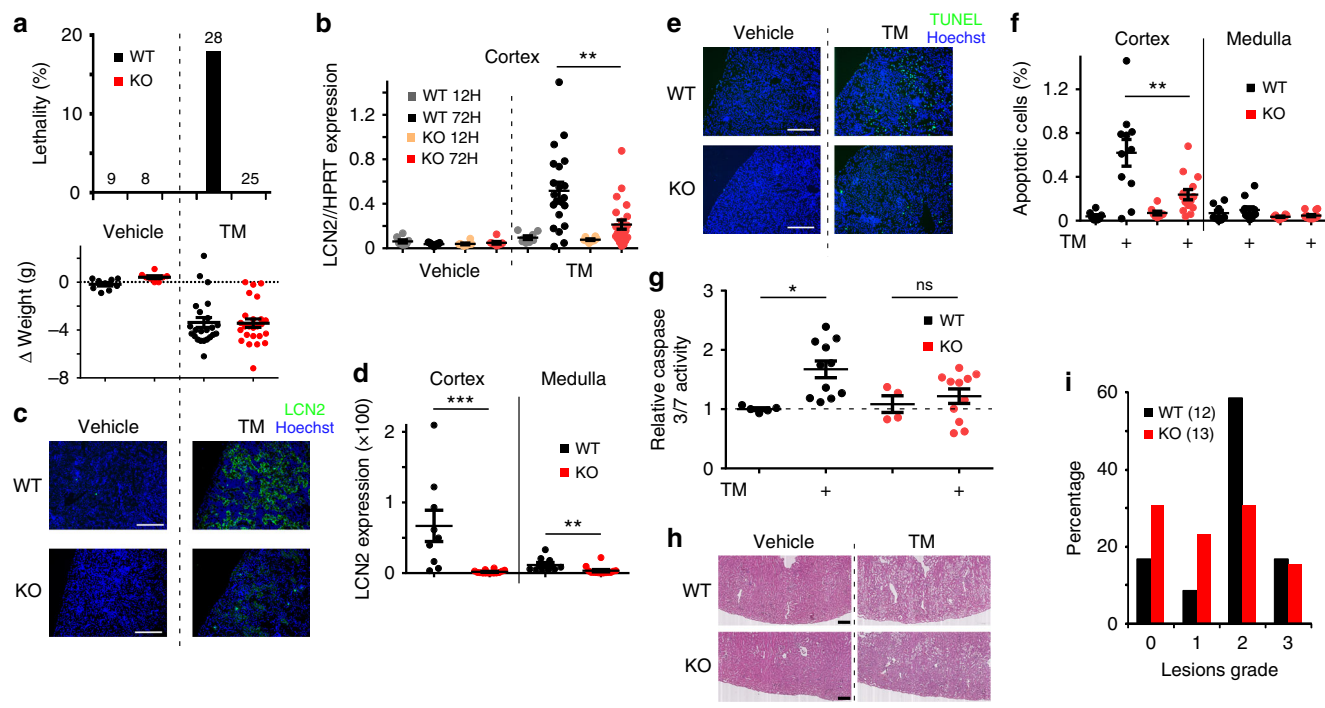 a
20
15
10
5
0
Lethality (%)
WT
KO
28
9
8
25
Vehicle
TM
0
−4
−8
Δ Weight (g)
b
Cortex
**
LCN2//HPRT expression
1.2
0.8
0.4
0
WT 12H
WT 72H
KO 12H
KO 72H
Vehicle
TM
c
LCN2
Hoechst
Vehicle
TM
WT
KO
d
Cortex
Medulla
***
**
LCN2 expression (×100)
2
1
0
WT
KO
e
TUNEL
Hoechst
Vehicle
TM
WT
KO
f
Cortex
Medulla
**
Apoptotic cells (%)
1.2
0.8
0.4
0
WT
KO
TM
+
+
+
+
g
*
ns
Relative caspase
3/7 activity
3
2
1
0
WT
KO
TM
+
+
h
Vehicle
TM
WT
KO
i
60
40
20
0
Percentage
WT (12)
KO (13)
0
1
2
3
Lesions grade